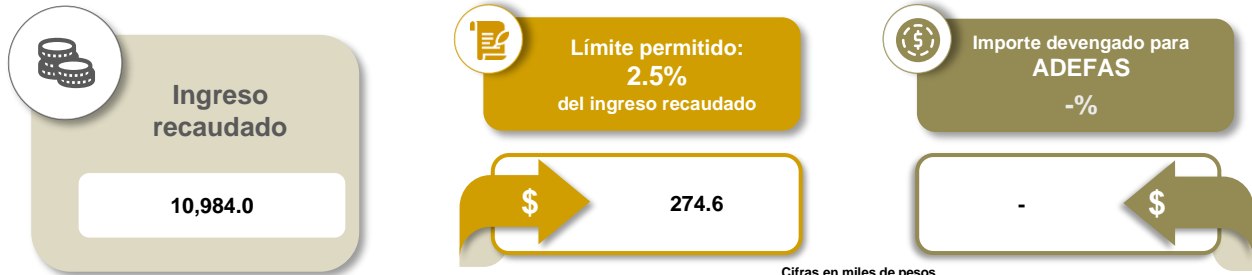 Ingreso
recaudado
10,984.0
Límite permitido:
2.5%
del ingreso recaudado
$
274.6
Importe devengado para
ADEFAS
-%
-
$
Cifras en miles de pesos